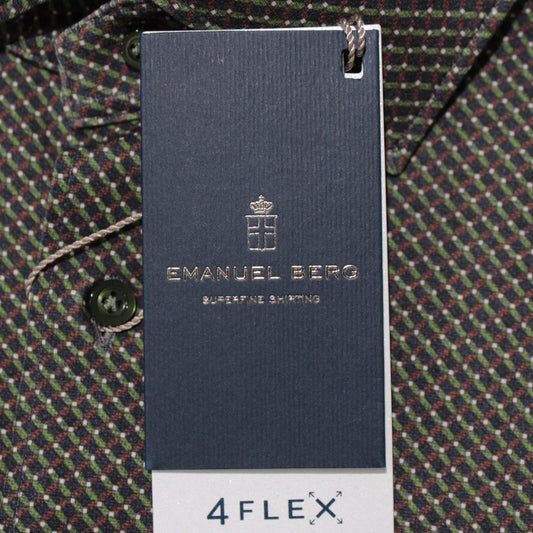 EMANUEL BERG
SUPERFINE SHIRTING
4FLEX